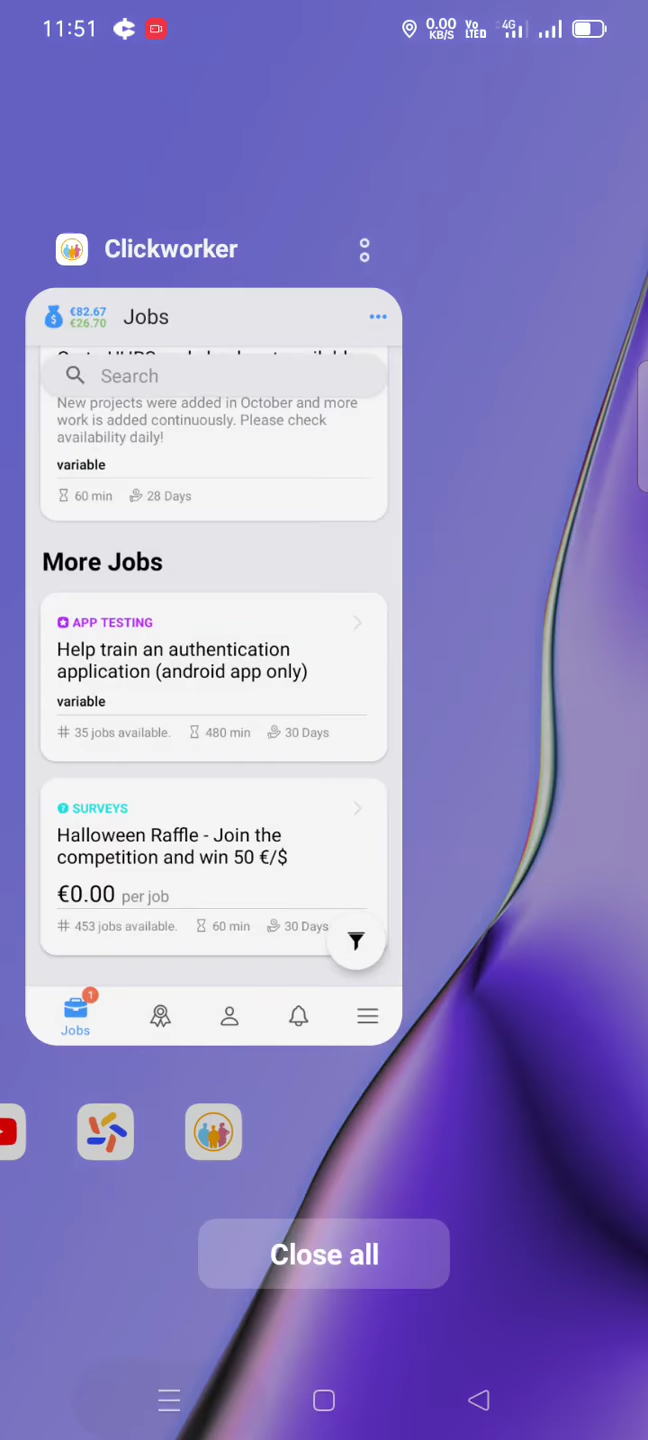 11:51
0.00
KB/S
Vo
LTED
4G
Clickworker
€82.67
€26.70
Jobs
Search
New projects were added in October and more
work is added continuously. Please check
availability daily!
variable
60 min 28 Days
More Jobs
APP TESTING
Help train an authentication
application (android app only)
variable
# 35 jobs available. 480 min 30 Days
SURVEYS
Halloween Raffle - Join the
competition and win 50 €/$
€0.00 per job
# 453 jobs available. 60 min 30 Days
1
Jobs
Close all